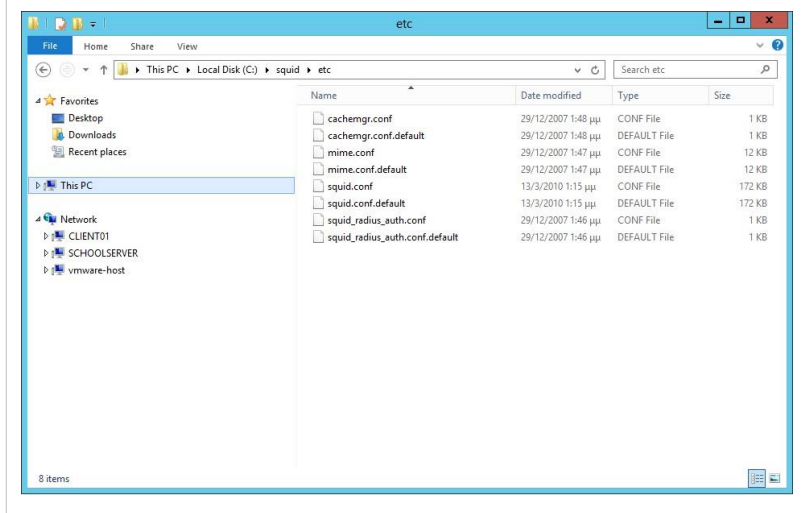 etc
File Home Share View
This PC Local Disk (C:) squid etc
Search etc
Favorites
Desktop
Downloads
Recent places
This PC
Network
CLIENT01
SCHOOLSERVER
vmware-host
Name Date modified Type Size
cachemgr.conf 29/12/2007 1:48 μμ CONF File 1 KB
cachemgr.conf.default 29/12/2007 1:48 μμ DEFAULT File 1 KB
mime.conf 29/12/2007 1:47 μμ CONF File 12 KB
mime.conf.default 29/12/2007 1:47 μμ DEFAULT File 12 KB
squid.conf 13/3/2010 1:15 μμ CONF File 172 KB
squid.conf.default 13/3/2010 1:15 μμ DEFAULT File 172 KB
squid_radius_auth.conf 29/12/2007 1:46 μμ CONF File 1 KB
squid_radius_auth.conf.default 29/12/2007 1:46 μμ DEFAULT File 1 KB
8 items